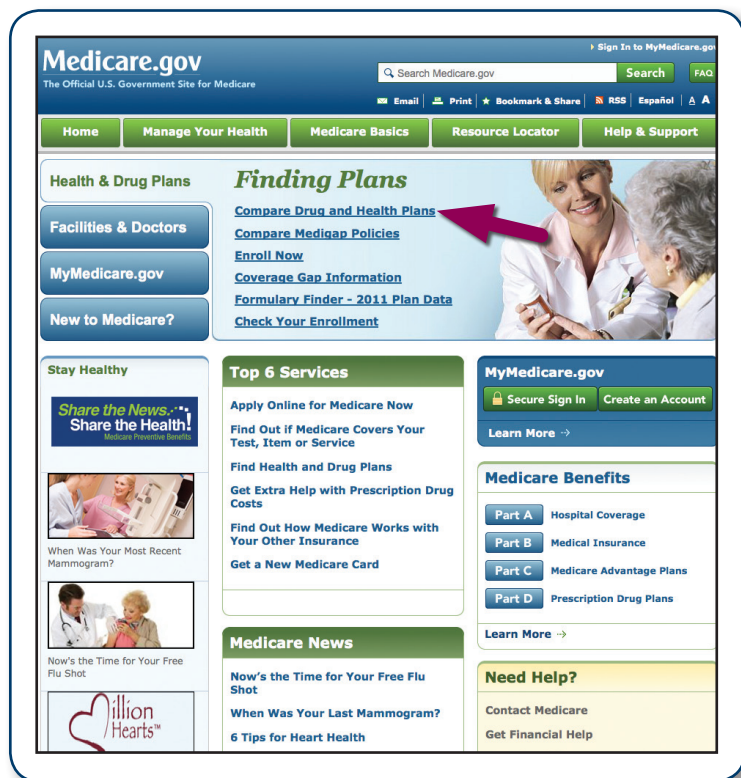 Sign In to MyMedicare.gov
Medicare.gov
The Official U.S. Government Site for Medicare
Search Medicare.gov
Search
FAQ
Email | Print | Bookmark & Share | RSS | Español | A A
Home
Manage Your Health
Medicare Basics
Resource Locator
Help & Support
Health & Drug Plans
Facilities & Doctors
MyMedicare.gov
New to Medicare?
Finding Plans
Compare Drug and Health Plans
Compare Medigap Policies
Enroll Now
Coverage Gap Information
Formulary Finder - 2011 Plan Data
Check Your Enrollment
Stay Healthy
Share the News.
Share the Health!
Medicare Preventive Benefits
When Was Your Most Recent
Mammogram?
Now's the Time for Your Free
Flu Shot
Million
Hearts™
Top 6 Services
Apply Online for Medicare Now
Find Out if Medicare Covers Your
Test, Item or Service
Find Health and Drug Plans
Get Extra Help with Prescription Drug
Costs
Find Out How Medicare Works with
Your Other Insurance
Get a New Medicare Card
Medicare News
Now's the Time for Your Free Flu
Shot
When Was Your Last Mammogram?
6 Tips for Heart Health
MyMedicare.gov
Secure Sign In
Create an Account
Learn More
Medicare Benefits
Part A Hospital Coverage
Part B Medical Insurance
Part C Medicare Advantage Plans
Part D Prescription Drug Plans
Learn More
Need Help?
Contact Medicare
Get Financial Help